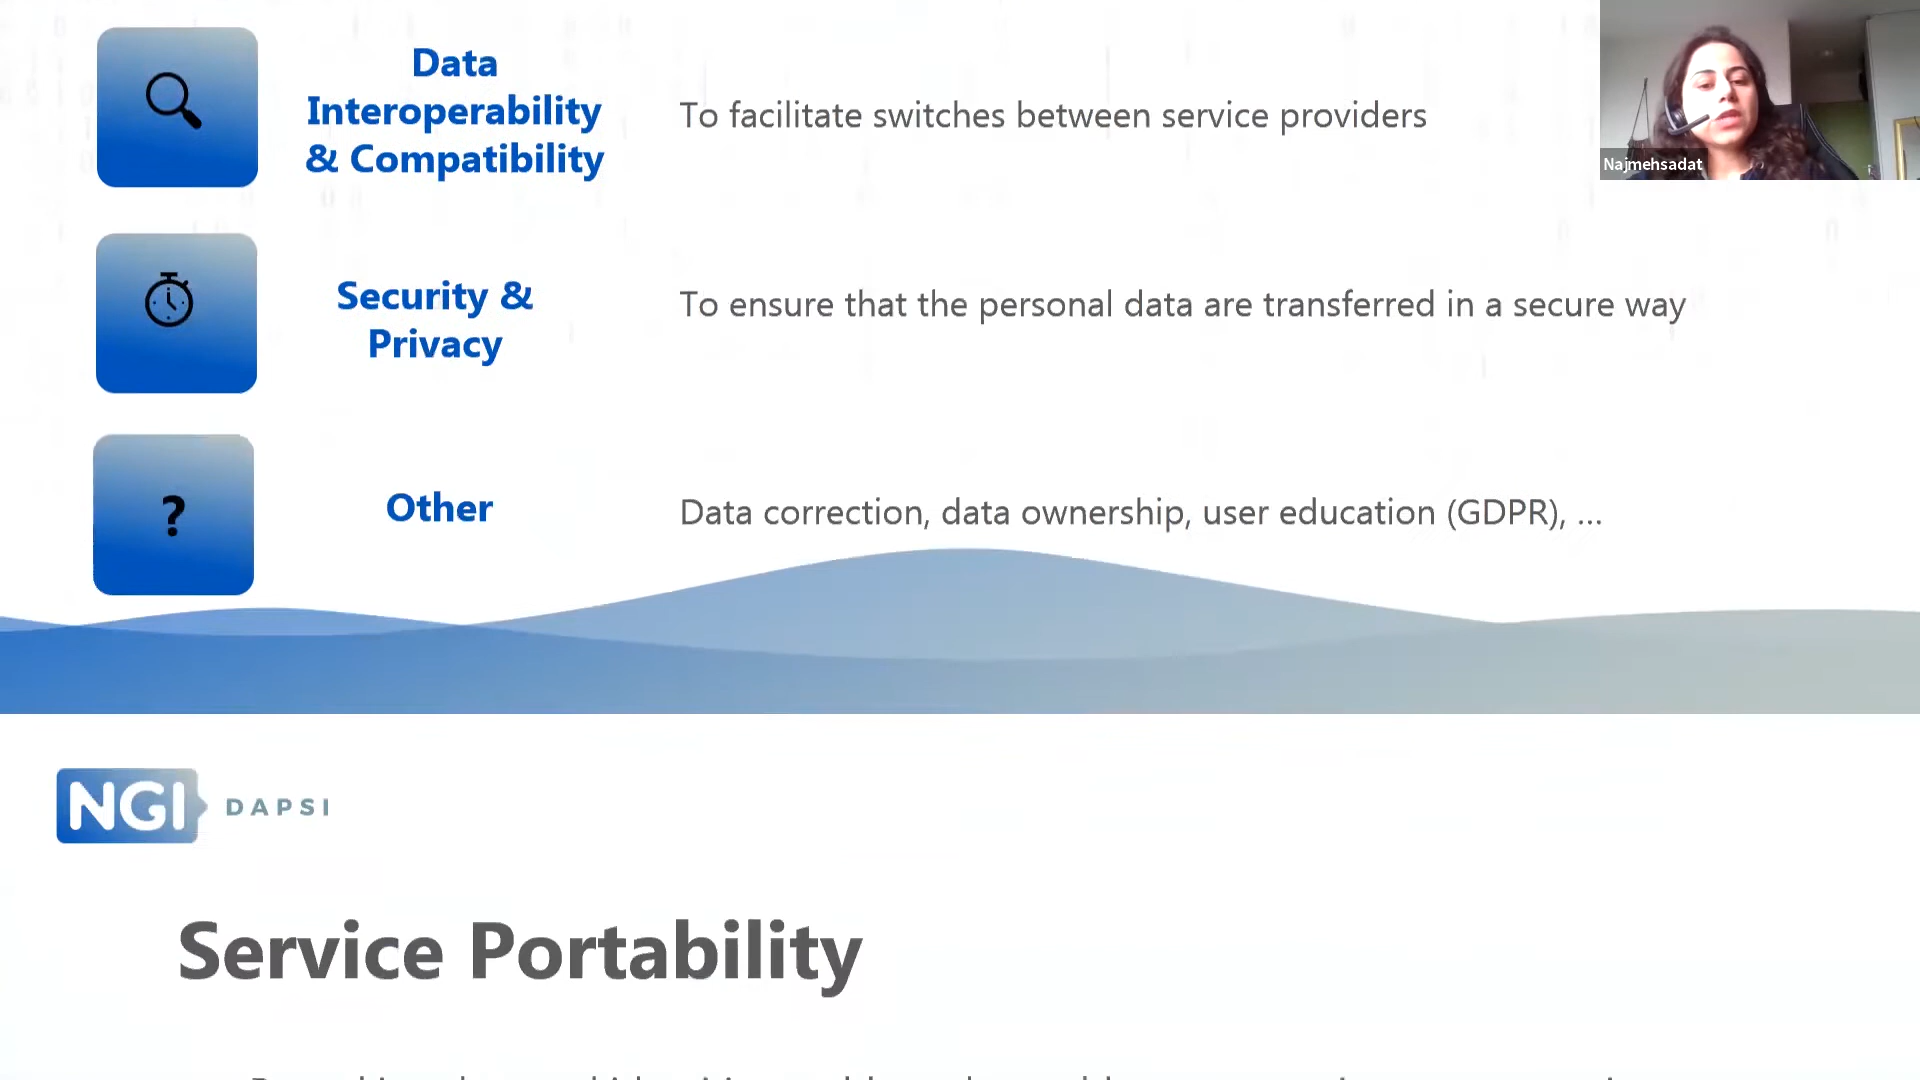 Data
Interoperability
& Compatibility
To facilitate switches between service providers
Najmehsadat
Security &
Privacy
To ensure that the personal data are transferred in a secure way
?
Other
Data correction, data ownership, user education (GDPR), ...
NGI DAPSI
Service Portability